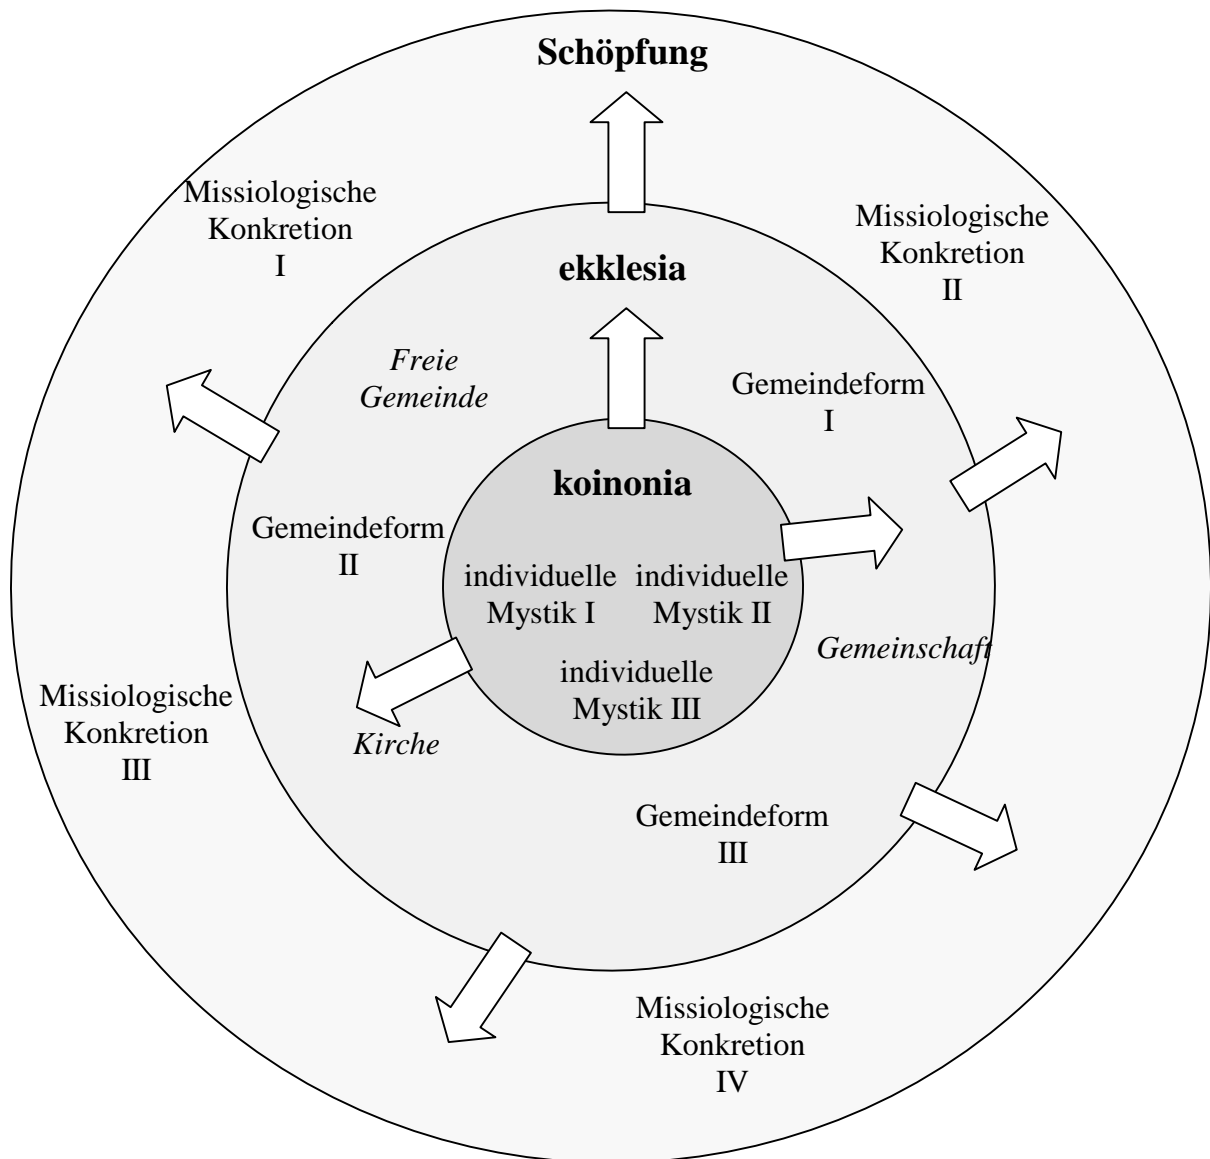 Schöpfung
Missiologische
Konkretion
I
Missiologische
Konkretion
II
ekklesia
Freie
Gemeinde
Gemeindeform
I
koinonia
Gemeindeform
II
individuelle
Mystik I
individuelle
Mystik II
Gemeinschaft
individuelle
Mystik III
Missiologische
Konkretion
III
Kirche
Gemeindeform
III
Missiologische
Konkretion
IV